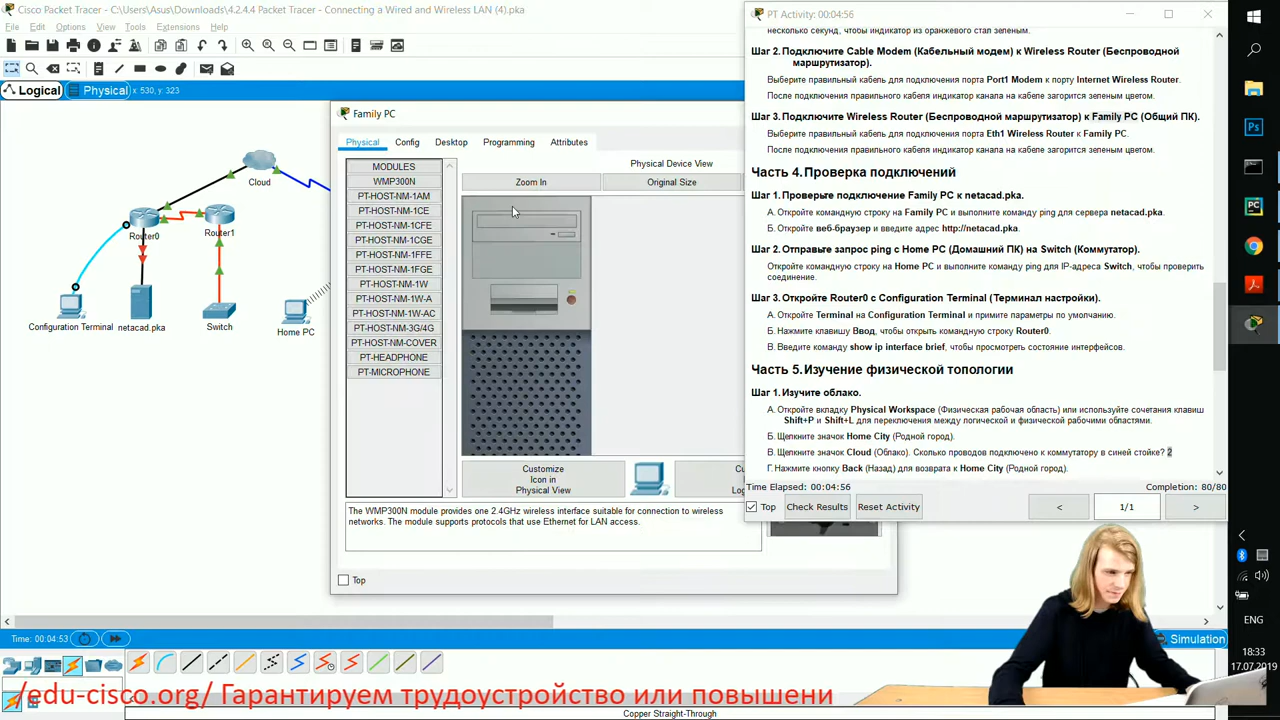 Cisco Packet Tracer - C:\Users\Asus\Downloads\4.2.4.4 Packet Tracer - Connecting a Wired and Wireless LAN (4).pka
File Edit Options View Tools Extensions
Logical Physical x: 530, y: 323
Cloud
Router0
Router1
Configuration Terminal
netacad.pka
Switch
Home PC
Family PC
Physical Config Desktop Programming Attributes
MODULES
WMP300N
PT-HOST-NM-1AM
PT-HOST-NM-1CE
PT-HOST-NM-1CFE
PT-HOST-NM-1CGE
PT-HOST-NM-1FFE
PT-HOST-NM-1FGE
PT-HOST-NM-1W
PT-HOST-NM-1W-A
PT-HOST-NM-1W-AC
PT-HOST-NM-3G/4G
PT-HOST-NM-COVER
PT-HEADPHONE
PT-MICROPHONE
Physical Device View
Zoom In Original Size
Customize
Icon in
Physical View
Cu
Log
The WMP300N module provides one 2.4GHz wireless interface suitable for connection to wireless
networks. The module supports protocols that use Ethernet for LAN access.
Top
PT Activity: 00:04:56
несколько секунд, чтобы индикатор из оранжевого стал зеленым.
Шаг 2. Подключите Cable Modem (Кабельный модем) к Wireless Router (Беспроводной
маршрутизатор).
Выберите правильный кабель для подключения порта Port1 Modem к порту Internet Wireless Router.
После подключения правильного кабеля индикатор канала на кабеле загорится зеленым цветом.
Шаг 3. Подключите Wireless Router (Беспроводной маршрутизатор) к Family PC (Общий ПК).
Выберите правильный кабель для подключения порта Eth1 Wireless Router к Family PC.
После подключения правильного кабеля индикатор канала на кабеле загорится зеленым цветом.
Часть 4. Проверка подключений
Шаг 1. Проверьте подключение Family PC к netacad.pka.
А. Откройте командную строку на Family PC и выполните команду ping для сервера netacad.pka.
Б. Откройте веб-браузер и введите адрес http://netacad.pka.
Шаг 2. Отправьте запрос ping с Home PC (Домашний ПК) на Switch (Коммутатор).
Откройте командную строку на Home PC и выполните команду ping для IP-адреса Switch, чтобы проверить
соединение.
Шаг 3. Откройте Router0 с Configuration Terminal (Терминал настройки).
А. Откройте Terminal на Configuration Terminal и примите параметры по умолчанию.
Б. Нажмите клавишу Ввод, чтобы открыть командную строку Router0.
В. Введите команду show ip interface brief, чтобы просмотреть состояние интерфейсов.
Часть 5. Изучение физической топологии
Шаг 1. Изучите облако.
А. Откройте вкладку Physical Workspace (Физическая рабочая область) или используйте сочетания клавиш
Shift+P и Shift+L для переключения между логической и физической рабочими областями.
Б. Щелкните значок Home City (Родной город).
В. Щелкните значок Cloud (Облако). Сколько проводов подключено к коммутатору в синей стойке? 2
Г. Нажмите кнопку Back (Назад) для возврата к Home City (Родной город).
Time Elapsed: 00:04:56 Completion: 80/80
Top Check Results Reset Activity < 1/1 >
Time: 00:04:53
Simulation
/edu-cisco.org/ Гарантируем трудоустройство или повышени
Copper Straight-Through
Ps
PC
ENG
18:33
17.07.2019